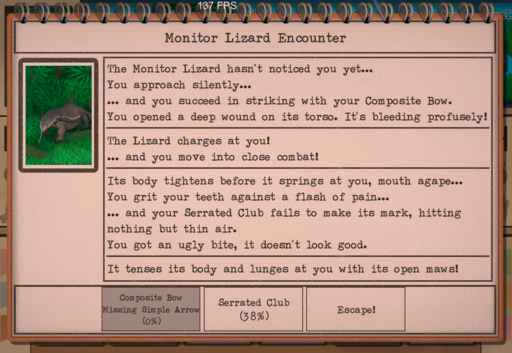 137 FPS
Monitor Lizard Encounter
The Monitor Lizard hasn't noticed you yet...
You approach silently...
... and you succeed in striking with your Composite Bow.
You opened a deep wound on its torso. It's bleeding profusely!
The Lizard charges at you!
... and you move into close combat!
Its body tightens before it springs at you, mouth agape...
You grit your teeth against a flash of pain...
... and your Serrated Club fails to make its mark, hitting
nothing but thin air.
You got an ugly bite, it doesn't look good.
It tenses its body and lunges at you with its open maws!
Composite Bow
Missing Simple Arrow
(0%)
Serrated Club
(38%)
Escape!